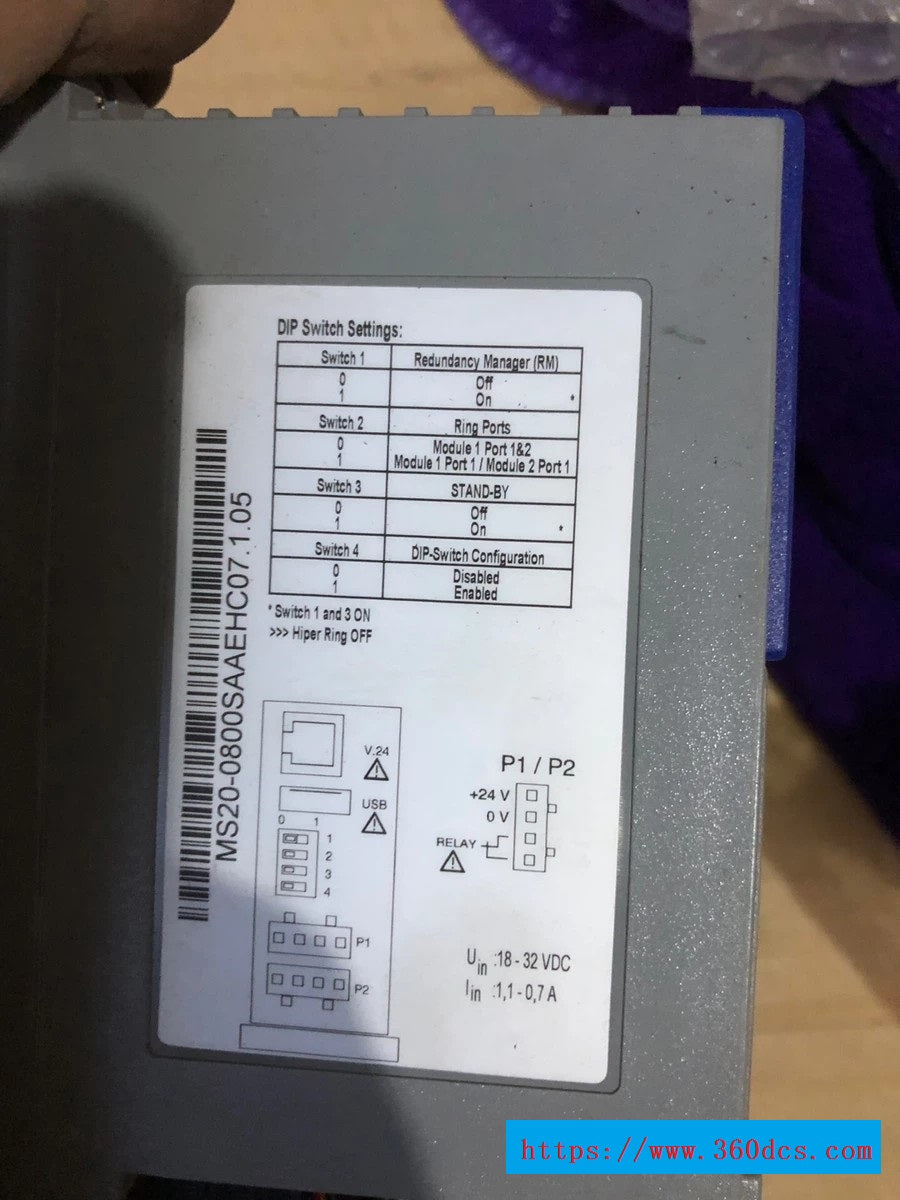 DIP Switch Settings:
Switch 1 Redundancy Manager (RM)
0 Off
1 On *
Switch 2 Ring Ports
0 Module 1 Port 1&2
1 Module 1 Port 1 / Module 2 Port 1
Switch 3 STAND-BY
0 Off
1 On *
Switch 4 DIP-Switch Configuration
0 Disabled
1 Enabled
* Switch 1 and 3 ON
>>> Hiper Ring OFF
MS20-0800SAAEHC07.1.05
V.24
USB
0 1
1
2
3
4
P1
P2
P1 / P2
+24 V
0 V
RELAY
Uin :18 - 32 VDC
Iin :1,1 - 0,7 A
https://www.360dcs.com